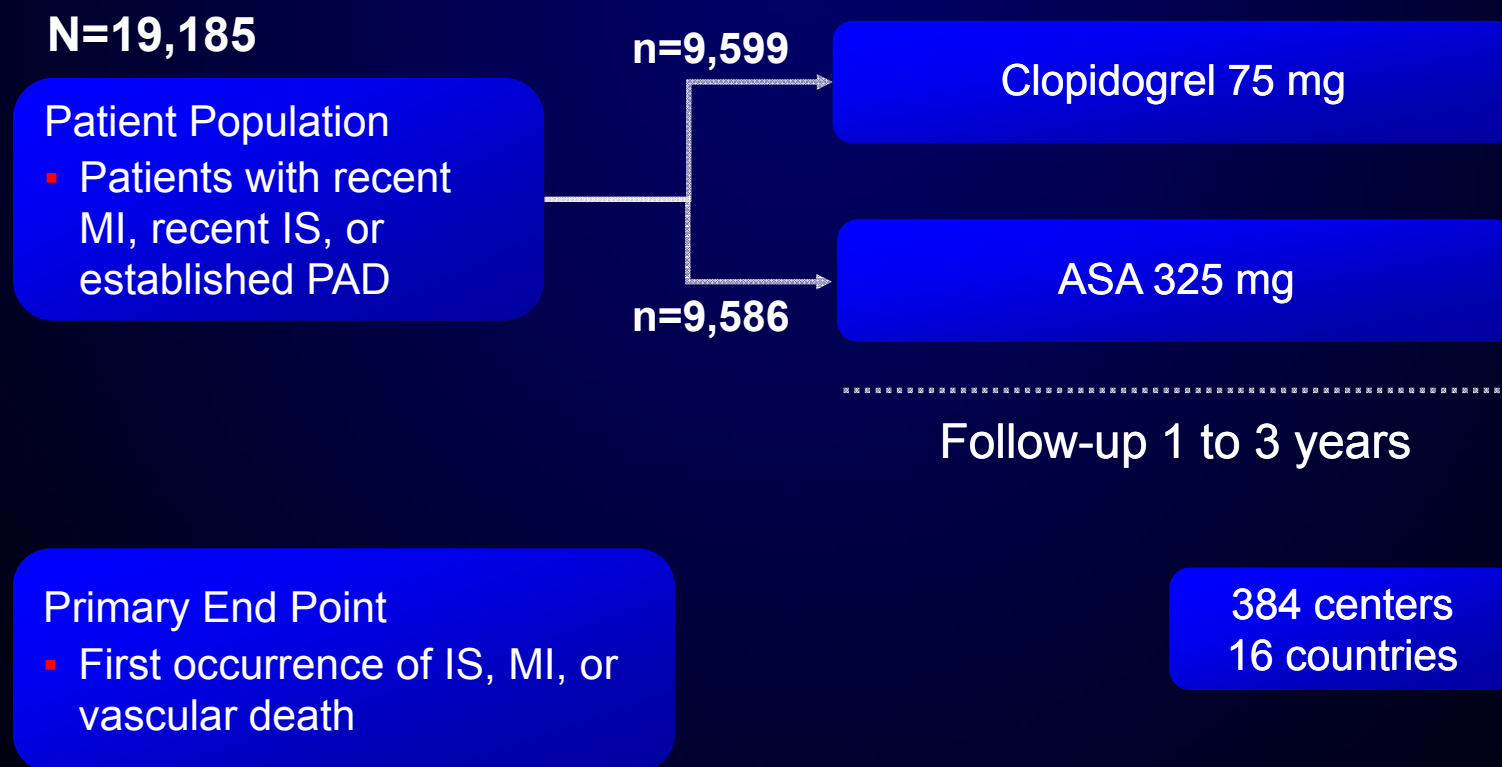 N=19,185
Patient Population
▪ Patients with recent
MI, recent IS, or
established PAD
n=9,599
Clopidogrel 75 mg
n=9,586
ASA 325 mg
Follow-up 1 to 3 years
Primary End Point
▪ First occurrence of IS, MI, or
vascular death
384 centers
16 countries